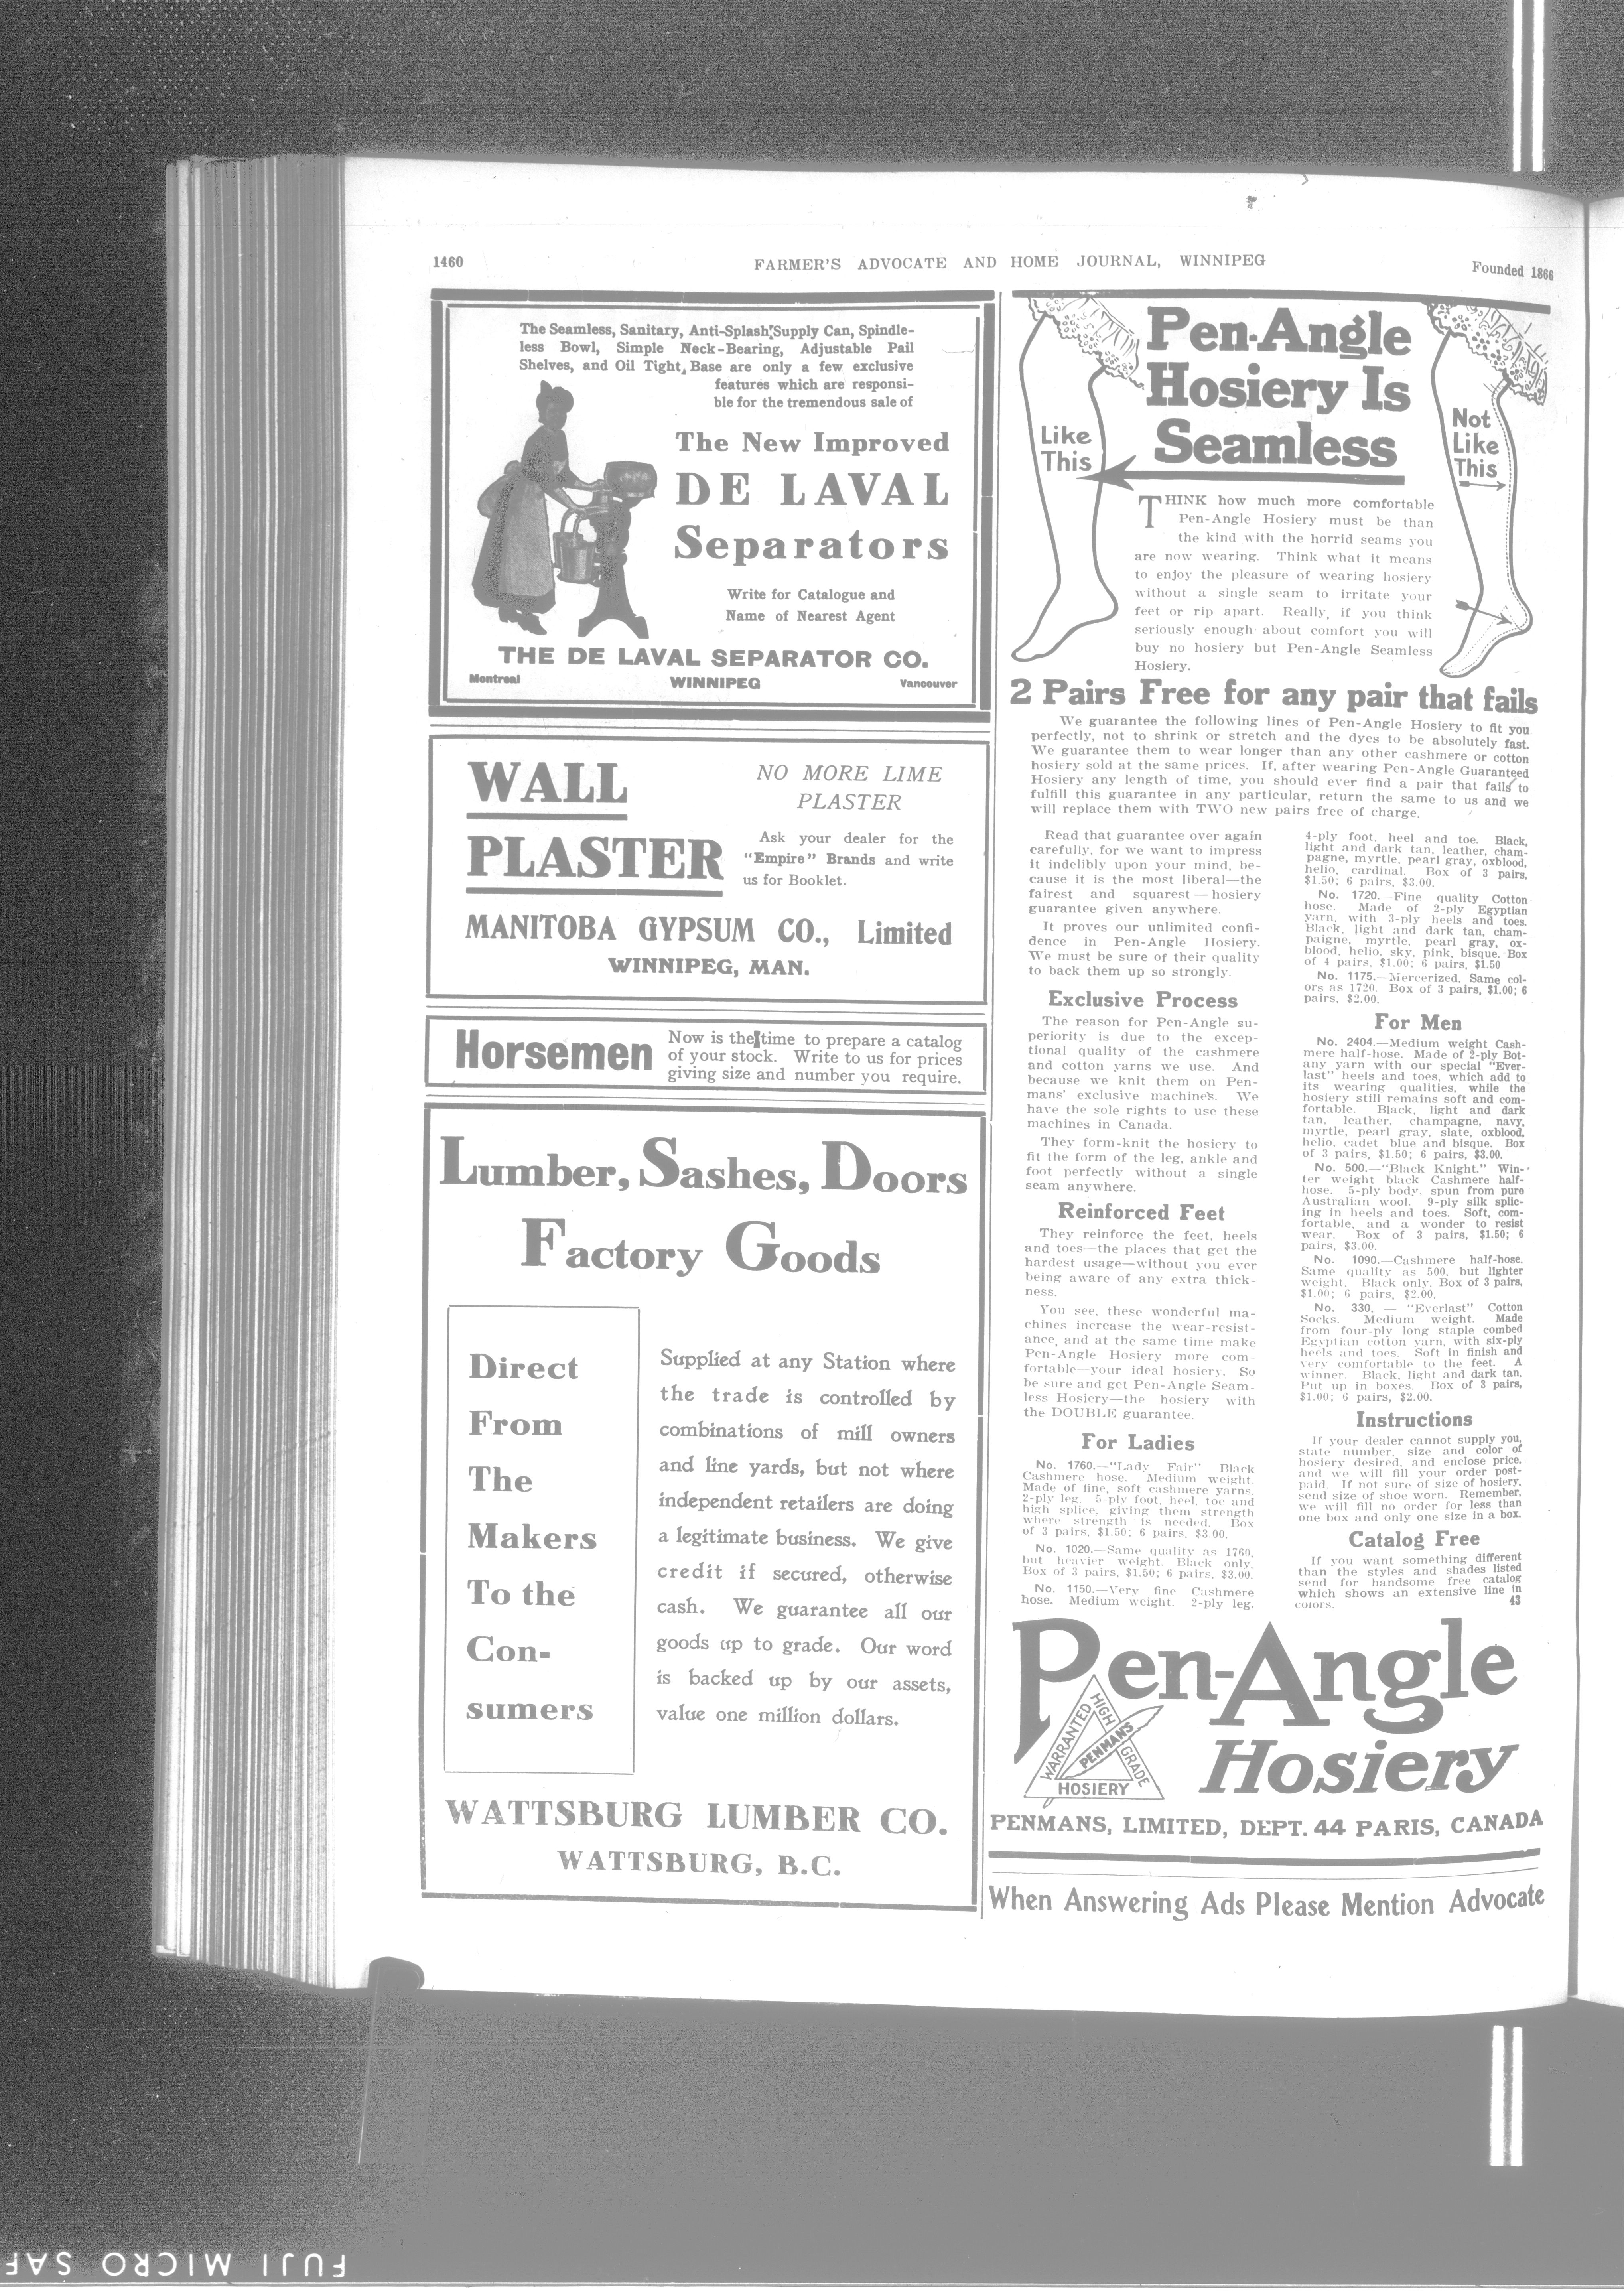 1460
FARMER'S ADVOCATE AND HOME JOURNAL, WINNIPEG
Founded 1866
The Seamless, Sanitary, Anti-Splash Supply Can, Spindle-
less Bowl, Simple Neck-Bearing, Adjustable Pail
Shelves, and Oil Tight Base are only a few exclusive
features which are responsi-
ble for the tremendous sale of
The New Improved
DE LAVAL
Separators
Write for Catalogue and
Name of Nearest Agent
THE DE LAVAL SEPARATOR CO.
Montreal WINNIPEG Vancouver
WALL
PLASTER
NO MORE LIME
PLASTER
Ask your dealer for the
"Empire" Brands and write
us for Booklet.
MANITOBA GYPSUM CO., Limited
WINNIPEG, MAN.
Horsemen
Now is the time to prepare a catalog
of your stock. Write to us for prices
giving size and number you require.
Lumber, Sashes, Doors
Factory Goods
Direct
From
The
Makers
To the
Con-
sumers
Supplied at any Station where
the trade is controlled by
combinations of mill owners
and line yards, but not where
independent retailers are doing
a legitimate business. We give
credit if secured, otherwise
cash. We guarantee all our
goods up to grade. Our word
is backed up by our assets,
value one million dollars.
WATTSBURG LUMBER CO.
WATTSBURG, B.C.
Pen-Angle
Hosiery Is
Seamless
Like
This
Not
Like
This
THINK how much more comfortable
Pen-Angle Hosiery must be than
the kind with the horrid seams you
are now wearing. Think what it means
to enjoy the pleasure of wearing hosiery
without a single seam to irritate your
feet or rip apart. Really, if you think
seriously enough about comfort you will
buy no hosiery but Pen-Angle Seamless
Hosiery.
2 Pairs Free for any pair that fails
We guarantee the following lines of Pen-Angle Hosiery to fit you
perfectly, not to shrink or stretch and the dyes to be absolutely fast.
We guarantee them to wear longer than any other cashmere or cotton
hosiery sold at the same prices. If, after wearing Pen-Angle Guaranteed
Hosiery any length of time, you should ever find a pair that fails to
fulfill this guarantee in any particular, return the same to us and we
will replace them with TWO new pairs free of charge.
Read that guarantee over again
carefully, for we want to impress
it indelibly upon your mind, be-
cause it is the most liberal—the
fairest and squarest—hosiery
guarantee given anywhere.
It proves our unlimited confi-
dence in Pen-Angle Hosiery.
We must be sure of their quality
to back them up so strongly.
Exclusive Process
The reason for Pen-Angle su-
periority is due to the excep-
tional quality of the cashmere
and cotton yarns we use. And
because we knit them on Pen-
mans' exclusive machines. We
have the sole rights to use these
machines in Canada.
They form-knit the hosiery to
fit the form of the leg, ankle and
foot perfectly without a single
seam anywhere.
Reinforced Feet
They reinforce the feet, heels
and toes—the places that get the
hardest usage—without you ever
being aware of any extra thick-
ness.
You see, these wonderful ma-
chines increase the wear-resist-
ance, and at the same time make
Pen-Angle Hosiery more com-
fortable—your ideal hosiery. So
be sure and get Pen-Angle Seam-
less Hosiery—the hosiery with
the DOUBLE guarantee.
For Ladies
No. 1760.—"Lady Fair" Black
Cashmere hose. Medium weight.
Made of fine, soft cashmere yarns.
2-ply leg. 5-ply foot, heel, toe and
high splice, giving them strength
where strength is needed. Box
of 3 pairs, $1.50; 6 pairs, $3.00.
No. 1020.—Same quality as 1760,
but heavier weight. Black only.
Box of 3 pairs, $1.50; 6 pairs, $3.00.
No. 1150.—Very fine Cashmere
hose. Medium weight. 2-ply leg.
4-ply foot, heel and toe. Black,
light and dark tan, leather, cham-
pagne, myrtle, pearl gray, oxblood,
helio, cardinal. Box of 3 pairs,
$1.50; 6 pairs, $3.00.
No. 1720.—Fine quality Cotton
hose. Made of 2-ply Egyptian
yarn, with 3-ply heels and toes.
Black, light and dark tan, cham-
paigne, myrtle, pearl gray, ox-
blood, helio, sky, pink, bisque. Box
of 4 pairs, $1.00; 6 pairs, $1.50
No. 1175.—Mercerized. Same col-
ors as 1720. Box of 3 pairs, $1.00; 6
pairs, $2.00.
For Men
No. 2404.—Medium weight Cash-
mere half-hose. Made of 2-ply Bot-
any yarn with our special "Ever-
last" heels and toes, which add to
its wearing qualities, while the
hosiery still remains soft and com-
fortable. Black, light and dark
tan, leather, champagne, navy,
myrtle, pearl gray, slate, oxblood,
helio, cadet blue and bisque. Box
of 3 pairs, $1.50; 6 pairs, $3.00.
No. 500.—"Black Knight." Win-
ter weight black Cashmere half-
hose. 5-ply body, spun from pure
Australian wool. 9-ply silk splic-
ing in heels and toes. Soft, com-
fortable, and a wonder to resist
wear. Box of 3 pairs, $1.50; 6
pairs, $3.00.
No. 1090.—Cashmere half-hose.
Same quality as 500, but lighter
weight. Black only. Box of 3 pairs,
$1.00; 6 pairs, $2.00.
No. 330. — "Everlast" Cotton
Socks. Medium weight. Made
from four-ply long staple combed
Egyptian cotton yarn, with six-ply
heels and toes. Soft in finish and
very comfortable to the feet. A
winner. Black, light and dark tan.
Put up in boxes. Box of 3 pairs,
$1.00; 6 pairs, $2.00.
Instructions
If your dealer cannot supply you,
state number, size and color of
hosiery desired, and enclose price,
and we will fill your order post-
paid. If not sure of size of hosiery,
send size of shoe worn. Remember,
we will fill no order for less than
one box and only one size in a box.
Catalog Free
If you want something different
than the styles and shades listed
send for handsome free catalog
which shows an extensive line in
colors. 43
Pen-Angle
Hosiery
WARRANTED HIGH GRADE
PENMAN'S
HOSIERY
PENMANS, LIMITED, DEPT. 44 PARIS, CANADA
When Answering Ads Please Mention Advocate
FUJI MICRO SAF